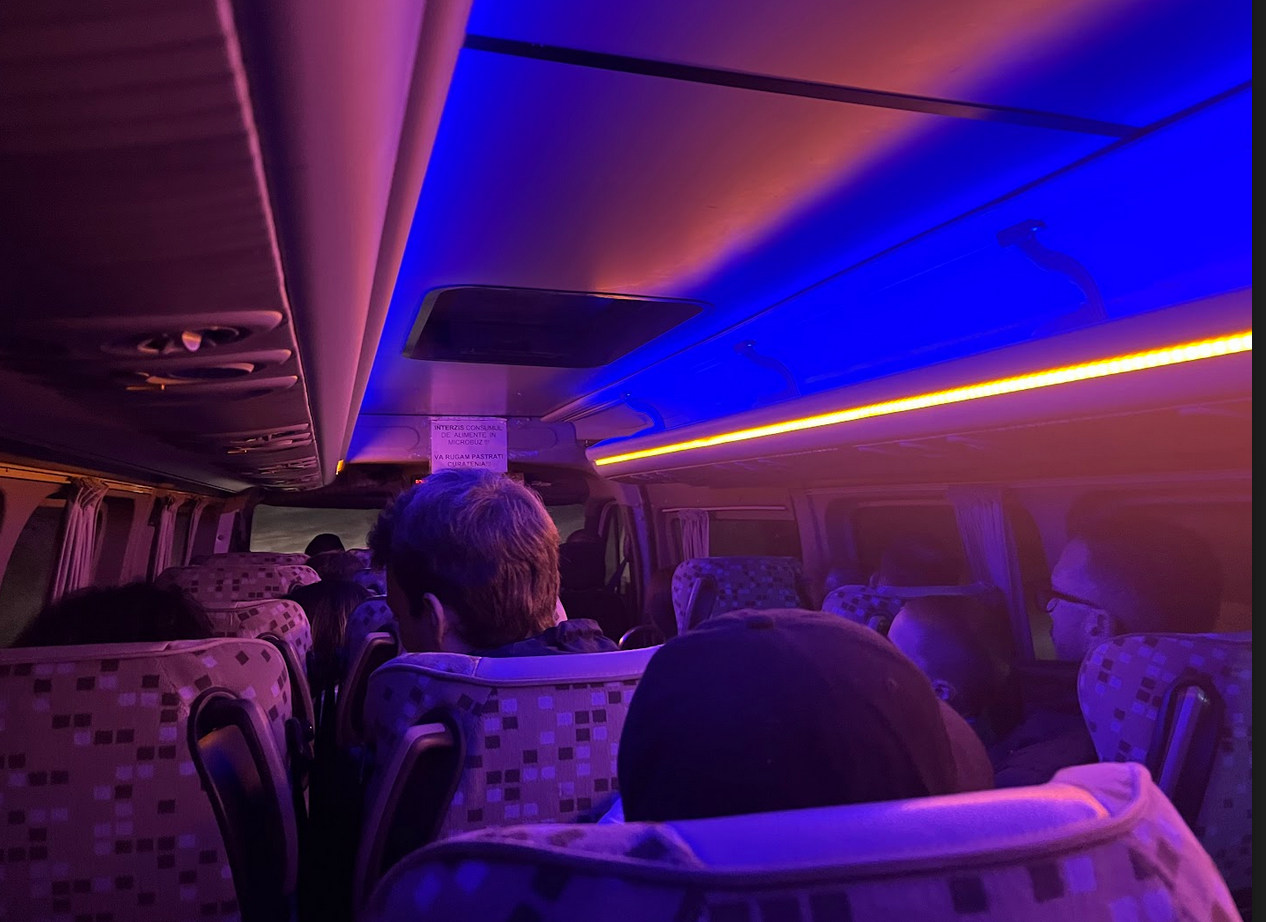 INTERZIS CONSUMUL
DE ALIMENTE IN
MICROBUZ !!!
VA RUGAM PASTRATI
CURATENIA!!!